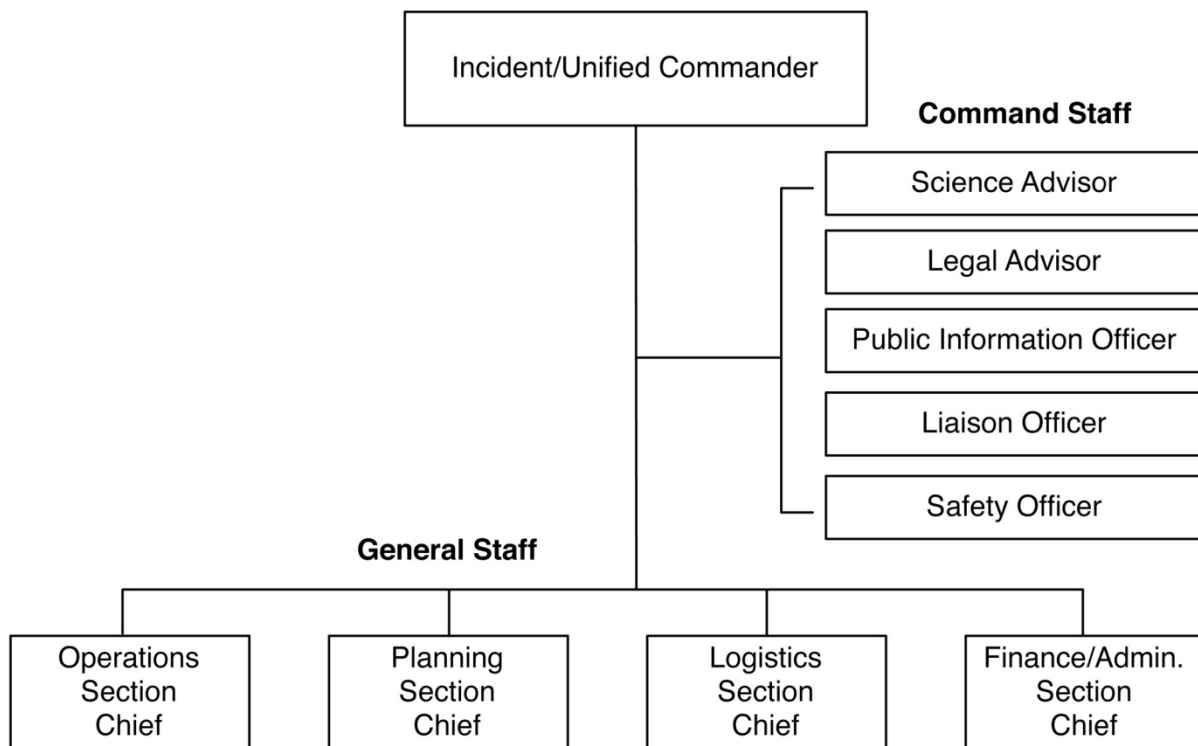 Incident/Unified Commander
Command Staff
Science Advisor
Legal Advisor
Public Information Officer
Liaison Officer
Safety Officer
General Staff
Operations
Section
Chief
Planning
Section
Chief
Logistics
Section
Chief
Finance/Admin.
Section
Chief